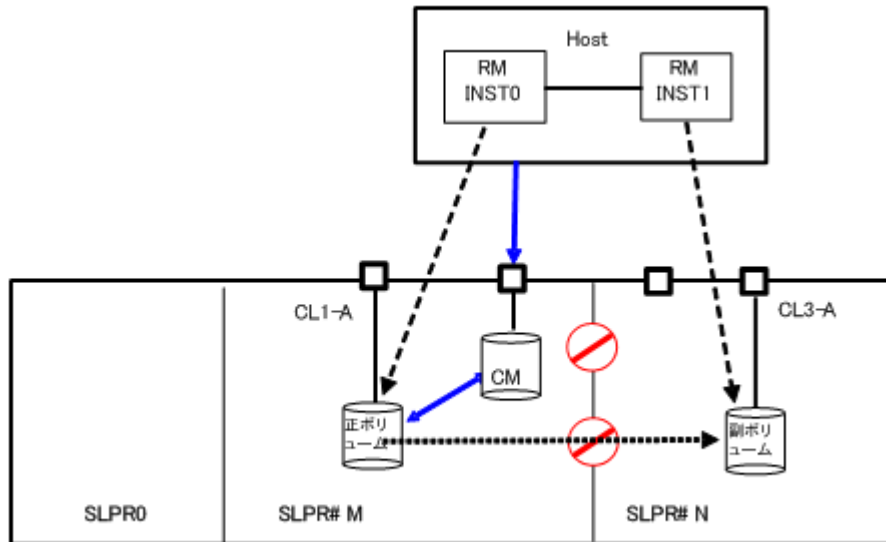 Host
RM
INST0
RM
INST1
CL1-A
CL3-A
CM
正ボリ
ューム
副ボリ
ューム
SLPR0
SLPR# M
SLPR# N